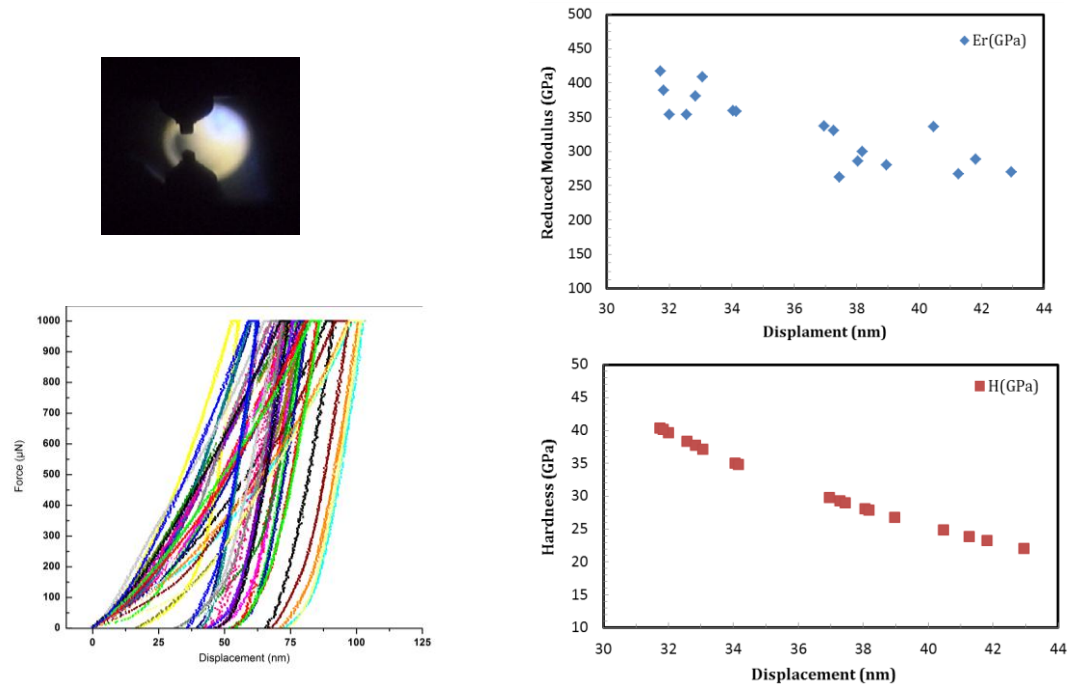 500
450
400
350
300
250
200
150
100
Reduced Modulus (GPa)
Er(GPa)
30 32 34 36 38 40 42 44
Displament (nm)
1000
900
800
700
600
500
400
300
200
100
0
Force (µN)
0 25 50 75 100 125
Displacement (nm)
50
45
40
35
30
25
20
15
10
Hardness (GPa)
H(GPa)
30 32 34 36 38 40 42 44
Displacement (nm)